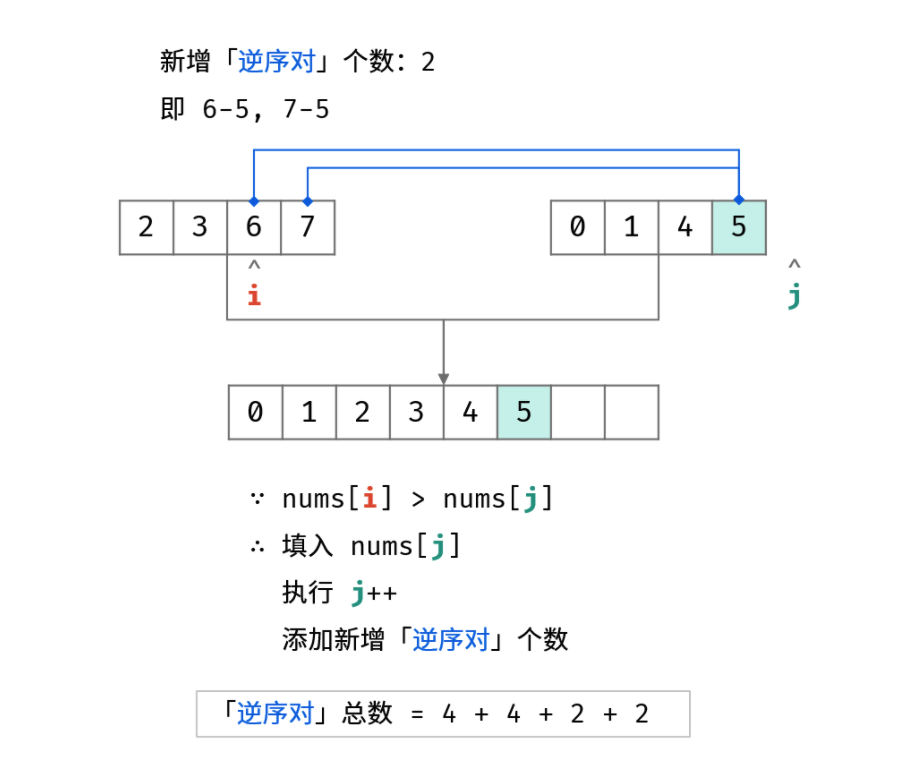 新增「逆序对」个数：2
即 6-5, 7-5
2 3 6 7 0 1 4 5
^ ^
i j
0 1 2 3 4 5
∵ nums[i] > nums[j]
∴ 填入 nums[j]
执行 j++
添加新增「逆序对」个数
「逆序对」总数 = 4 + 4 + 2 + 2